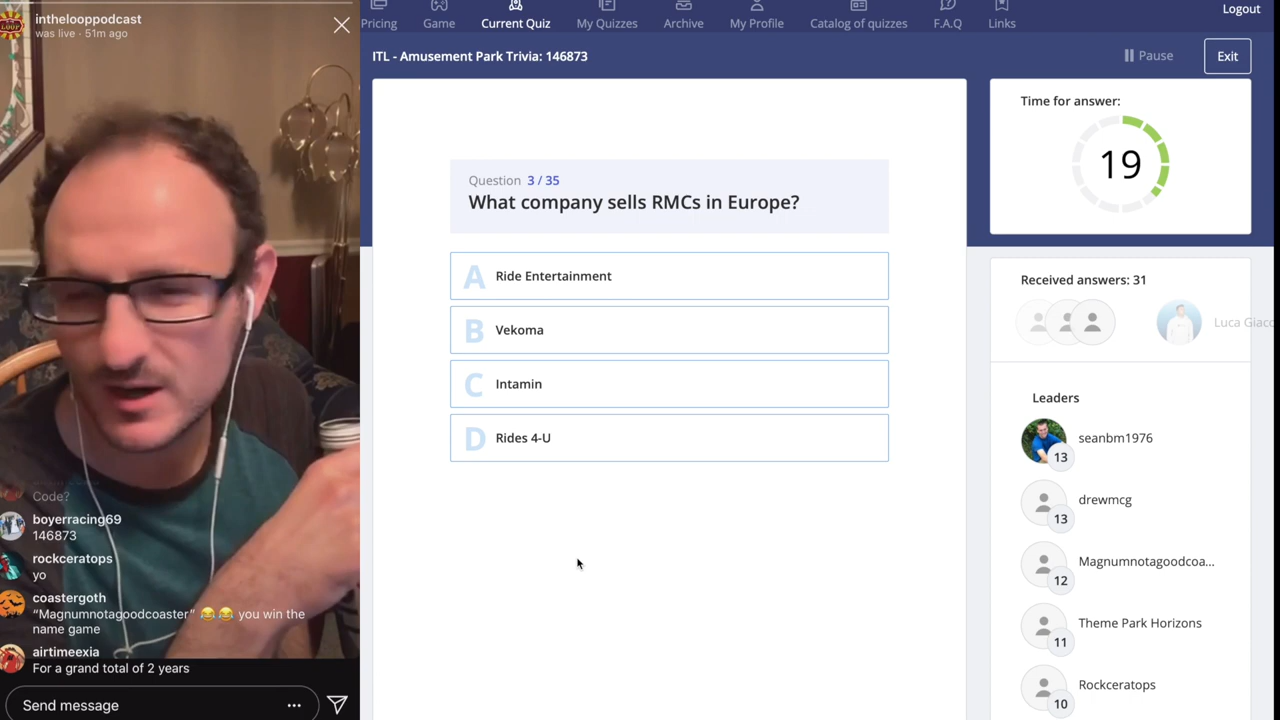 inthelooppodcast
was live · 51m ago
LOOP
Code?
boyerracing69
146873
rockceratops
yo
coastergoth
“Magnumnotagoodcoaster” 😂😂 you win the
name game
airtimeexia
For a grand total of 2 years
Send message
Pricing
Game
Current Quiz
My Quizzes
Archive
My Profile
Catalog of quizzes
F.A.Q
Links
Logout
ITL - Amusement Park Trivia: 146873
Pause
Exit
Question 3 / 35
What company sells RMCs in Europe?
A Ride Entertainment
B Vekoma
C Intamin
D Rides 4-U
Time for answer:
19
Received answers: 31
Luca Giacc
Leaders
seanbm1976
13
drewmcg
13
Magnumnotagoodcoa...
12
Theme Park Horizons
11
Rockceratops
10